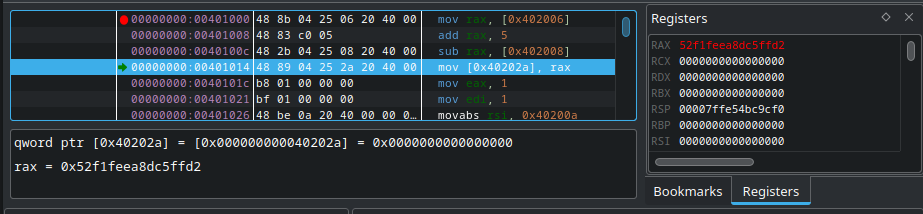 00000000:00401000 48 8b 04 25 06 20 40 00 mov rax, [0x402006]
00000000:00401008 48 83 c0 05 add rax, 5
00000000:0040100c 48 2b 04 25 08 20 40 00 sub rax, [0x402008]
00000000:00401014 48 89 04 25 2a 20 40 00 mov [0x40202a], rax
00000000:0040101c b8 01 00 00 00 mov eax, 1
00000000:00401021 bf 01 00 00 00 mov edi, 1
00000000:00401026 48 be 0a 20 40 00 00 0… movabs rsi, 0x40200a
qword ptr [0x40202a] = [0x000000000040202a] = 0x0000000000000000
rax = 0x52f1feea8dc5ffd2
Registers
RAX 52f1feea8dc5ffd2
RCX 0000000000000000
RDX 0000000000000000
RBX 0000000000000000
RSP 00007ffe54bc9cf0
RBP 0000000000000000
RSI 0000000000000000
Bookmarks Registers